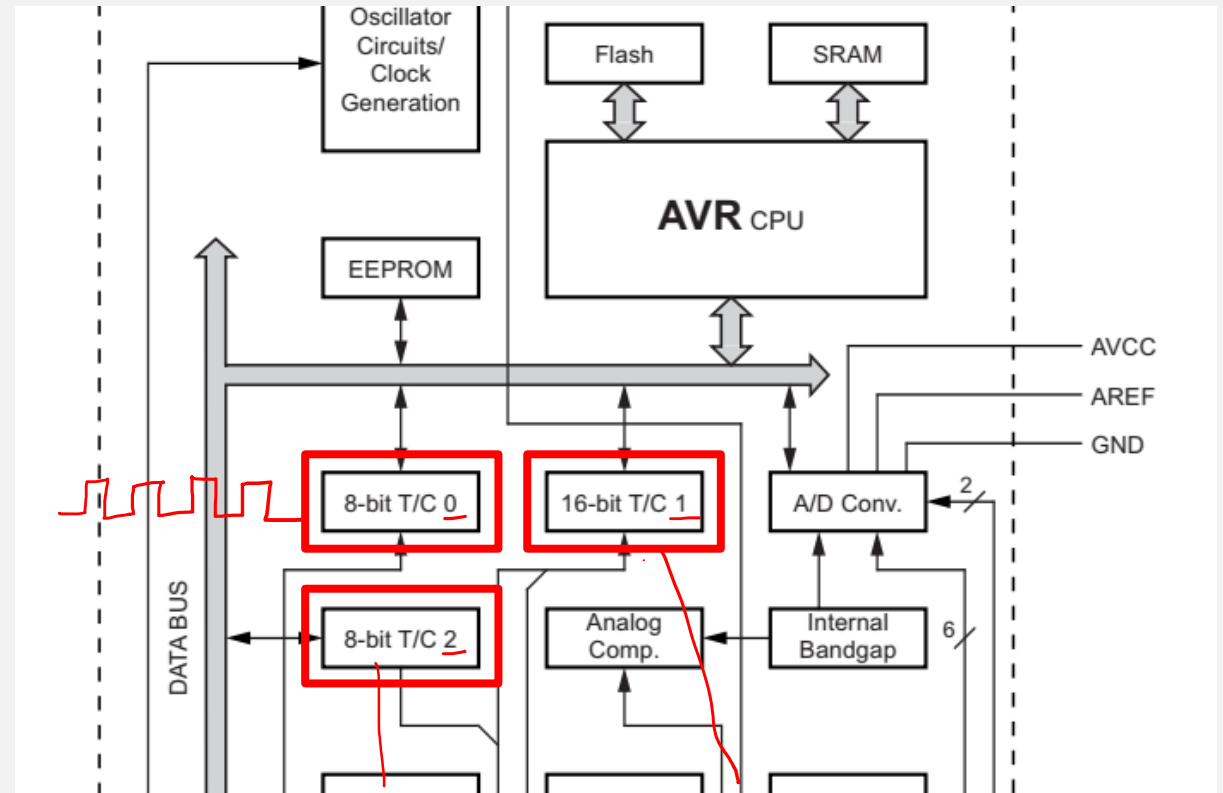 Oscillator
Circuits/
Clock
Generation
Flash
SRAM
AVR CPU
EEPROM
AVCC
AREF
GND
8-bit T/C 0
16-bit T/C 1
A/D Conv.
2
DATA BUS
8-bit T/C 2
Analog
Comp.
Internal
Bandgap
6